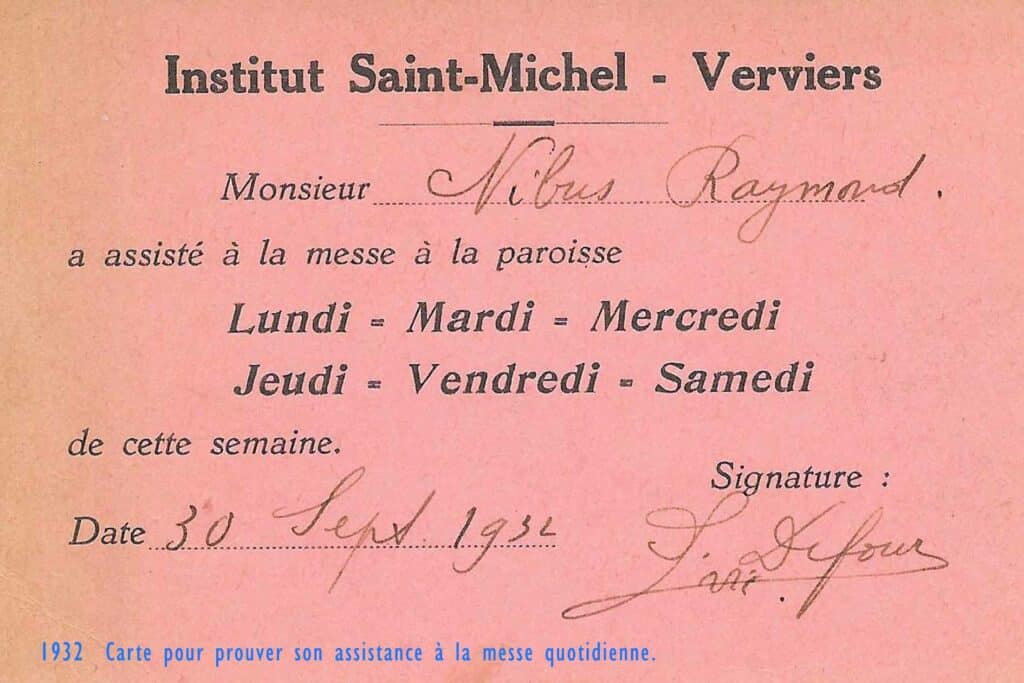 Institut Saint-Michel - Verviers
Monsieur Nibus Raymond.
a assisté à la messe à la paroisse
Lundi - Mardi - Mercredi
Jeudi - Vendredi - Samedi
de cette semaine.
Signature :
Date 30 Sept 1932
Defour
1932 Carte pour prouver son assistance à la messe quotidienne.